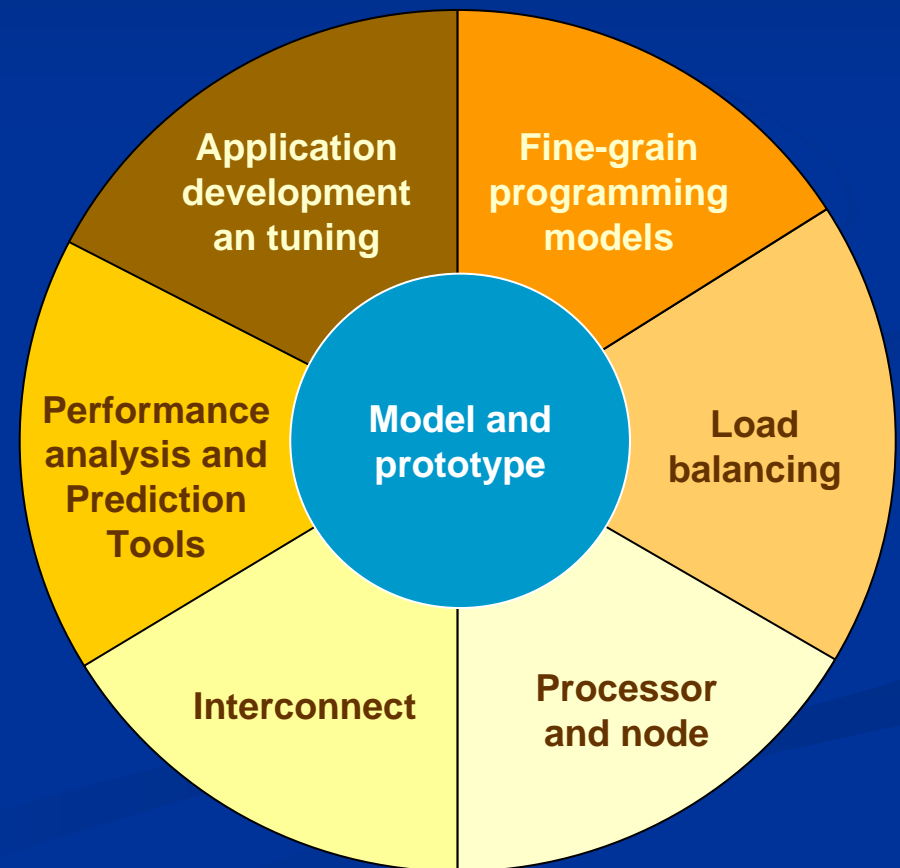 Application
development
an tuning
Fine-grain
programming
models
Performance
analysis and
Prediction
Tools
Model and
prototype
Load
balancing
Interconnect
Processor
and node